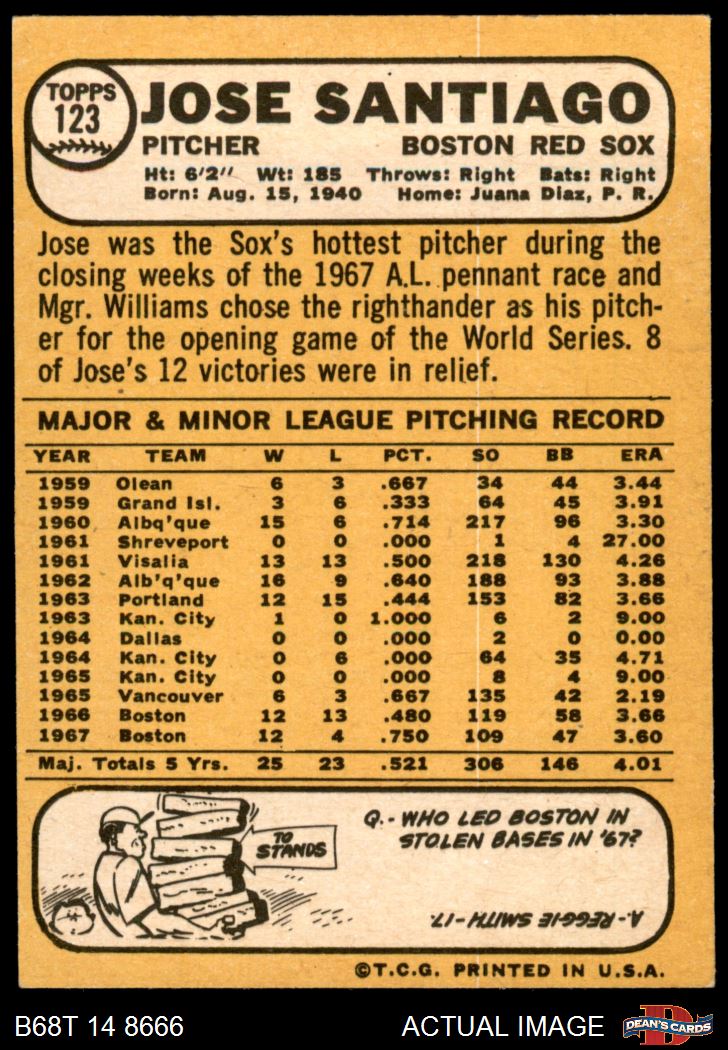 TOPPS
123
JOSE SANTIAGO
PITCHER BOSTON RED SOX
Ht: 6'2" Wt: 185 Throws: Right Bats: Right
Born: Aug. 15, 1940 Home: Juana Diaz, P. R.
Jose was the Sox's hottest pitcher during the
closing weeks of the 1967 A.L. pennant race and
Mgr. Williams chose the righthander as his pitch-
er for the opening game of the World Series. 8
of Jose's 12 victories were in relief.
MAJOR & MINOR LEAGUE PITCHING RECORD
YEAR TEAM W L PCT. SO BB ERA
1959 Olean 6 3 .667 34 44 3.44
1959 Grand Isl. 3 6 .333 64 45 3.91
1960 Albq'que 15 6 .714 217 96 3.30
1961 Shreveport 0 0 .000 1 4 27.00
1961 Visalia 13 13 .500 218 130 4.26
1962 Alb'q'que 16 9 .640 188 93 3.88
1963 Portland 12 15 .444 153 82 3.66
1963 Kan. City 1 0 1.000 6 2 9.00
1964 Dallas 0 0 .000 2 0 0.00
1964 Kan. City 0 6 .000 64 35 4.71
1965 Kan. City 0 0 .000 8 4 9.00
1965 Vancouver 6 3 .667 135 42 2.19
1966 Boston 12 13 .480 119 58 3.66
1967 Boston 12 4 .750 109 47 3.60
Maj. Totals 5 Yrs. 25 23 .521 306 146 4.01
TO
STANDS
Q.- WHO LED BOSTON IN
STOLEN BASES IN '67?
A-REGGIE SMITH-17.
©T.C.G. PRINTED IN U.S.A.
B68T 14 8666 ACTUAL IMAGE
D
DEAN'S CARDS